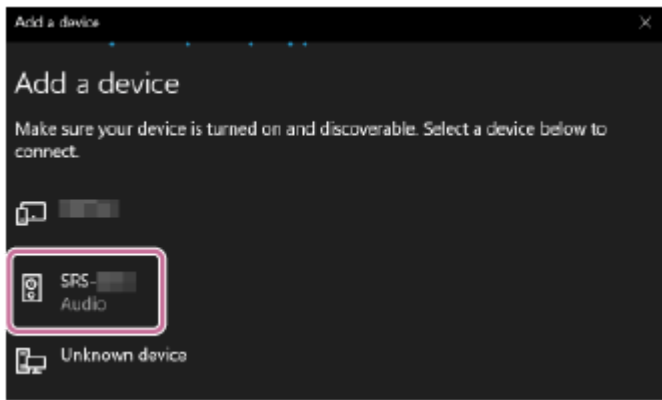 Add a device
Add a device
Make sure your device is turned on and discoverable. Select a device below to
connect.
SRS-
Audio
Unknown device